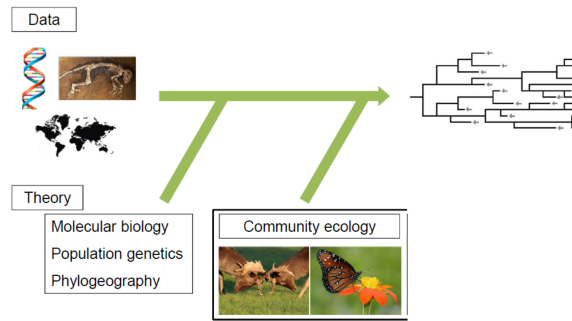 Data
Theory
Molecular biology
Population genetics
Phylogeography
Community ecology